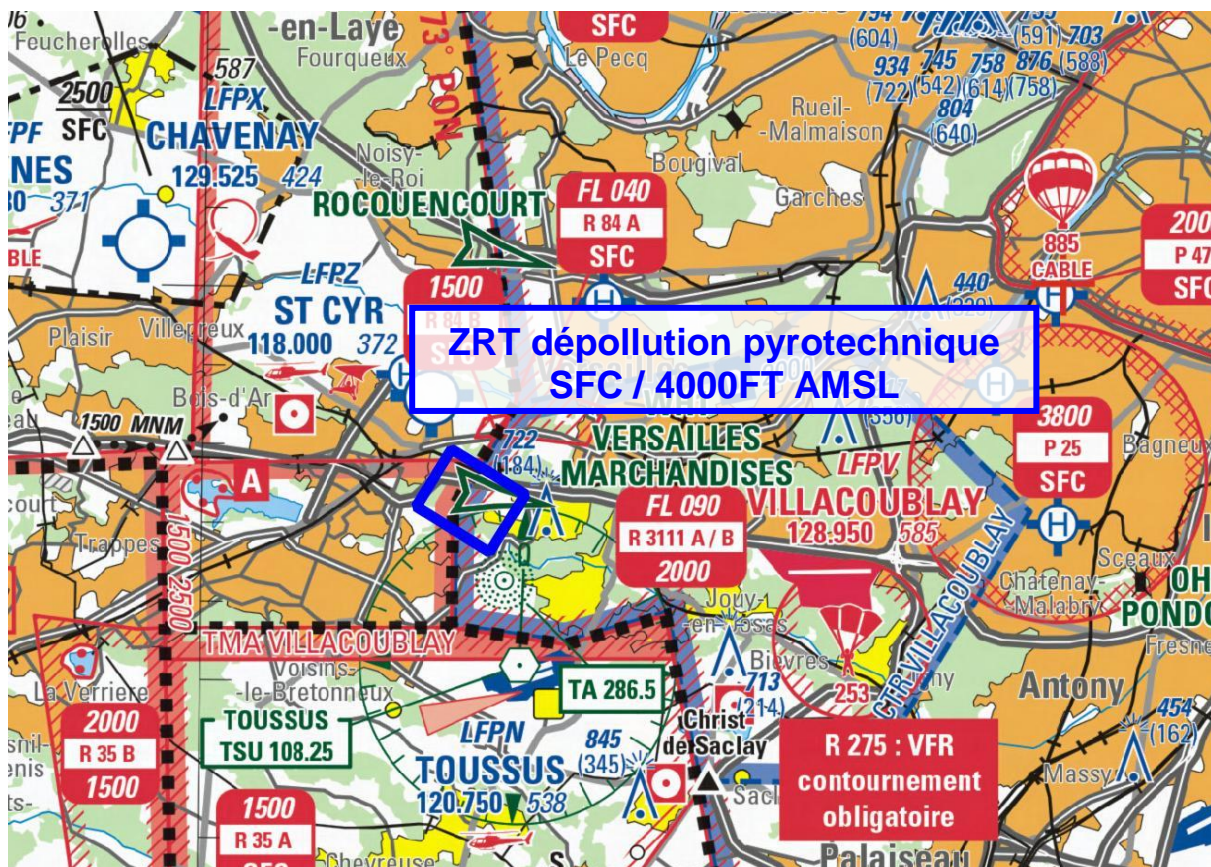 -en-Laye
Feucherolles
Fourqueux
SFC
Le Pecq
(604)
(591) 703
(588)
934
745
758
876
(722)
(542)
(614)
(758)
804
(640)
587
2500
SFC
LFPX
CHAVENAY
129.525 424
73° PON
Rueil-
-Malmaison
371
Noisy-
-le-Roi
Bougival
Garches
ROCQUENCOURT
FL 040
R 84 A
SFC
885
CABLE
P 47
SFC
LFPZ
ST CYR
118.000 372
1500
R 84 B
440
Plaisir
Villepreux
ZRT dépollution pyrotechnique
SFC / 4000FT AMSL
Bois-d'Ar
1500 MNM
722
(184)
VERSAILLES
MARCHANDISES
3800
P 25
SFC
Bagneux
A
LFPV
VILLACOUBLAY
128.950 585
FL 090
R 3111 A / B
2000
Trappes
1500 2500
Sceaux
Châtenay-
-Malabry
CTR VILLACOUBLAY
Fresne
Jouy-
-en-Josas
TMA VILLACOUBLAY
Voisins-
-le-Bretonneux
La Verriere
Bièvres
713
(214)
253
TA 286.5
Antony
TOUSSUS
TSU 108.25
2000
R 35 B
1500
LFPN
TOUSSUS
120.750 538
845
(345)
Christ
de Saclay
R 275 : VFR
contournement
obligatoire
454
(162)
Massy
1500
R 35 A
Chevreuse
Palaiseau